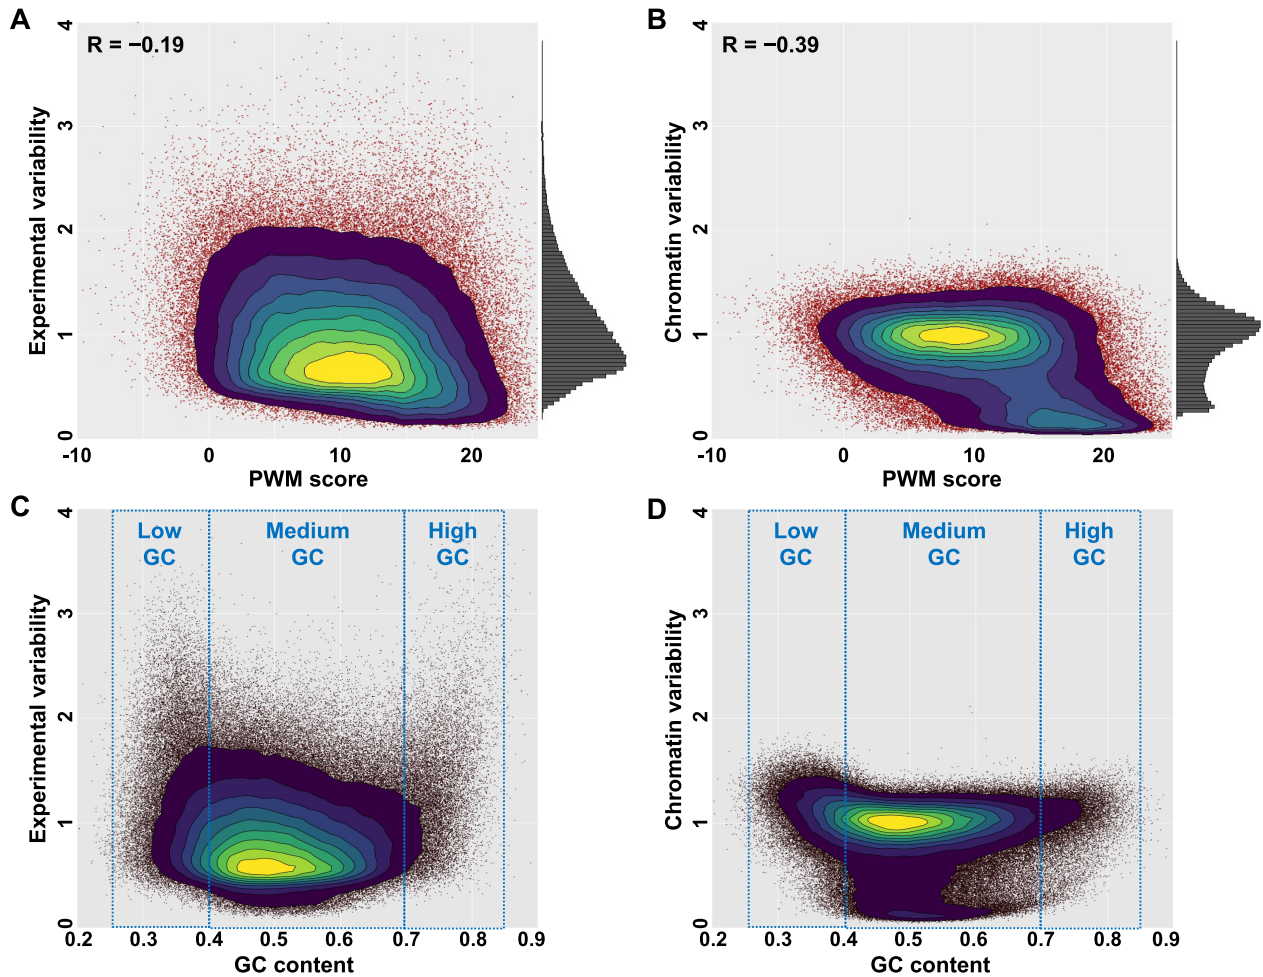 A
R = −0.19
4
3
2
1
0
Experimental variability
-10
0
10
20
PWM score
B
R = −0.39
4
3
2
1
0
Chromatin variability
-10
0
10
20
PWM score
C
Low
GC
Medium
GC
High
GC
4
3
2
1
0
Experimental variability
0.2
0.3
0.4
0.5
0.6
0.7
0.8
0.9
GC content
D
Low
GC
Medium
GC
High
GC
4
3
2
1
0
Chromatin variability
0.2
0.3
0.4
0.5
0.6
0.7
0.8
0.9
GC content